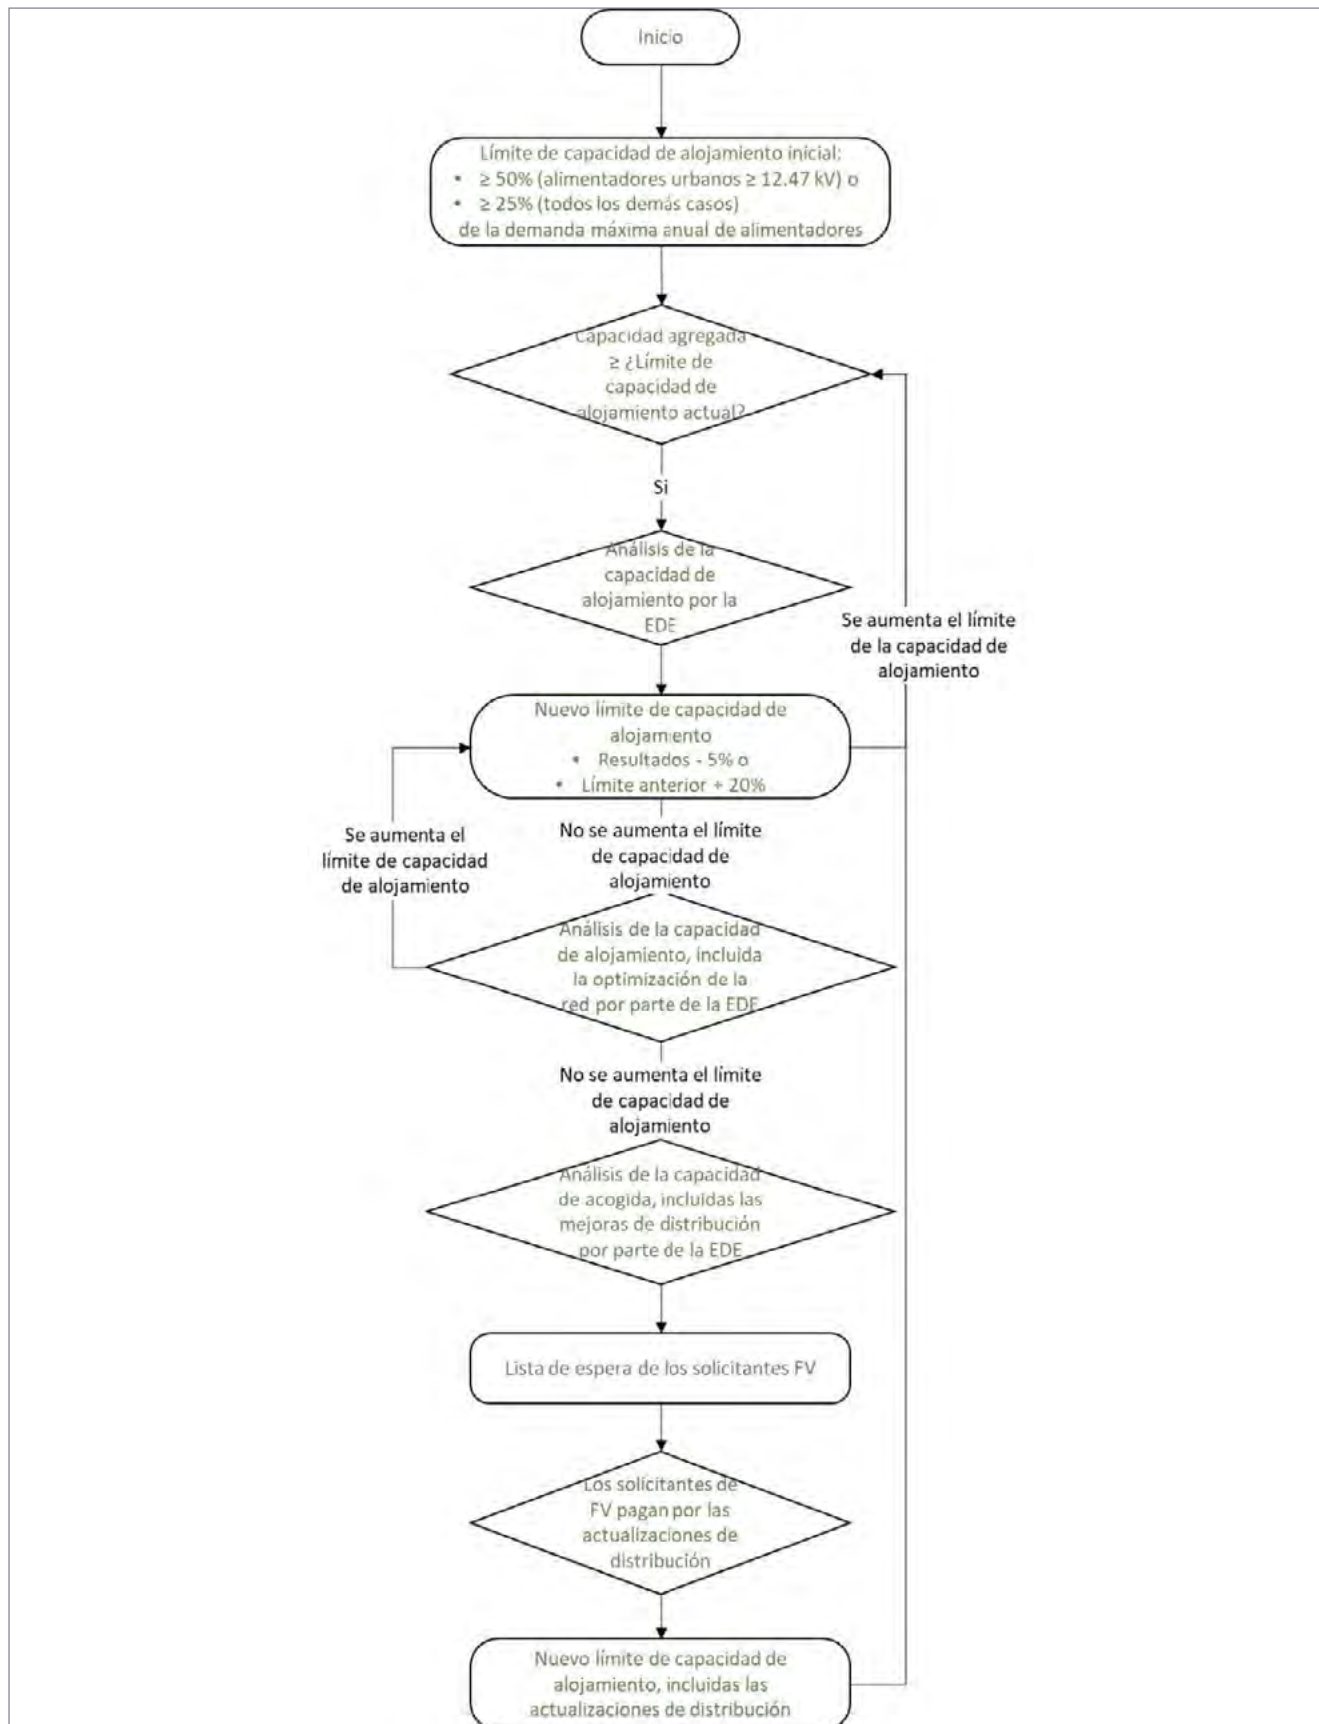 Inicio
Límite de capacidad de alojamiento inicial:
• ≥ 50% (alimentadores urbanos ≥ 12.47 kV) o
• ≥ 25% (todos los demás casos)
de la demanda máxima anual de alimentadores
Capacidad agregada
≥ ¿Límite de
capacidad de
alojamiento actual?
Si
Análisis de la
capacidad de
alojamiento por la
EDE
Se aumenta el límite
de la capacidad de
alojamiento
Nuevo límite de capacidad de
alojamiento
• Resultados - 5% o
• Límite anterior + 20%
Se aumenta el
límite de capacidad
de alojamiento
No se aumenta el límite
de capacidad de
alojamiento
Análisis de la capacidad
de alojamiento, incluida
la optimización de la
red por parte de la EDE
No se aumenta el límite
de capacidad de
alojamiento
Análisis de la capacidad
de acogida, incluidas las
mejoras de distribución
por parte de la EDE
Lista de espera de los solicitantes FV
Los solicitantes de
FV pagan por las
actualizaciones de
distribución
Nuevo límite de capacidad de
alojamiento, incluidas las
actualizaciones de distribución